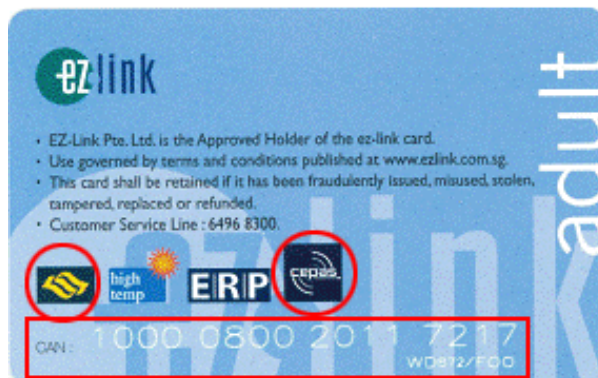 ez link
adult
• EZ-Link Pte. Ltd. is the Approved Holder of the ez-link card.
• Use governed by terms and conditions published at www.ezlink.com.sg.
• This card shall be retained if it has been fraudulently issued, misused, stolen,
tampered, replaced or refunded.
• Customer Service Line : 6496 8300.
high
temp
ERP
cepas
ezlink
CAN : 1000 0800 2011 7217
WD872/FOO